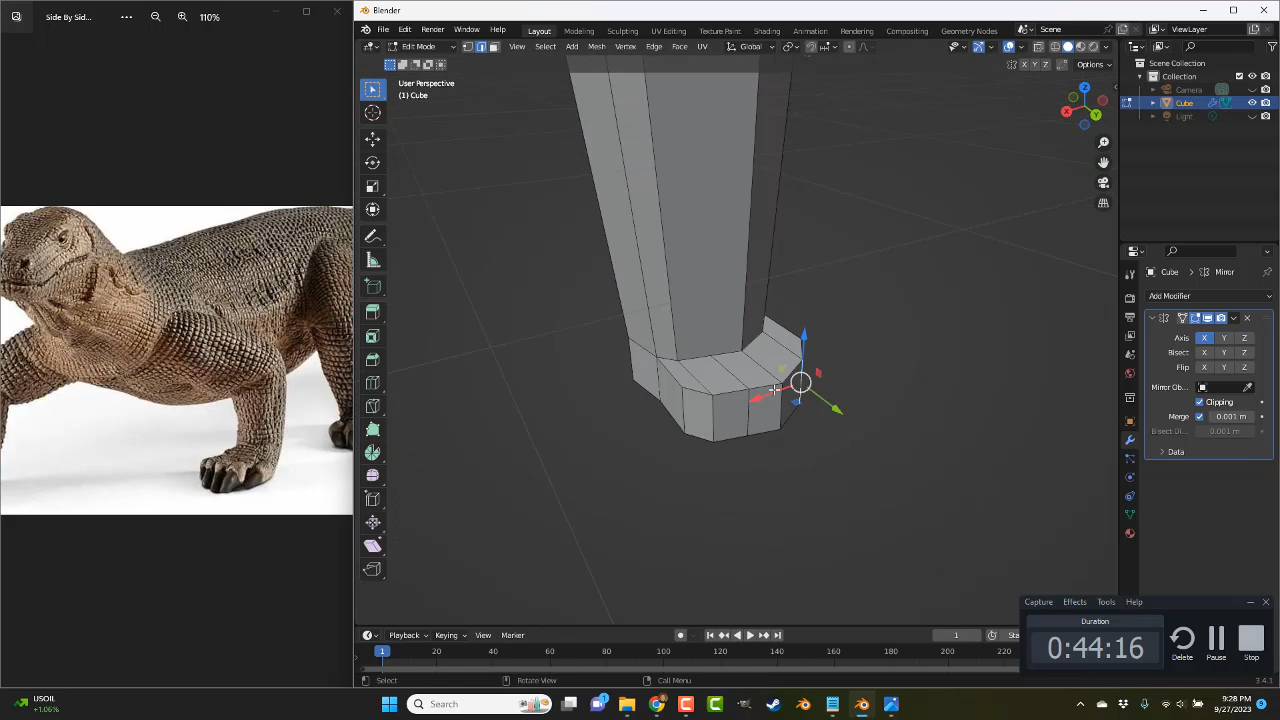 Side By Sid...
110%
Blender
File Edit Render Window Help
Layout Modeling Sculpting UV Editing Texture Paint Shading Animation Rendering Compositing Geometry Nodes
Scene
ViewLayer
Edit Mode
View Select Add Mesh Vertex Edge Face UV
Global
X Y Z
Options
User Perspective
(1) Cube
Z
X
Y
Scene Collection
Collection
Camera
Cube
Light
Cube
Mirror
Add Modifier
Axis X Y Z
Bisect X Y Z
Flip X Y Z
Mirror Ob..
Clipping
Merge 0.001 m
Bisect Di.. 0.001 m
Data
Capture Effects Tools Help
Duration
0:44:16
Delete Pause Stop
Playback Keying View Marker
1
Sta
1 20 40 60 80 100 120 140 160 180 200 220
Select
Rotate View
Call Menu
3.4.1
USOIL
+1.06%
Search
1
9:28 PM
9/27/2023